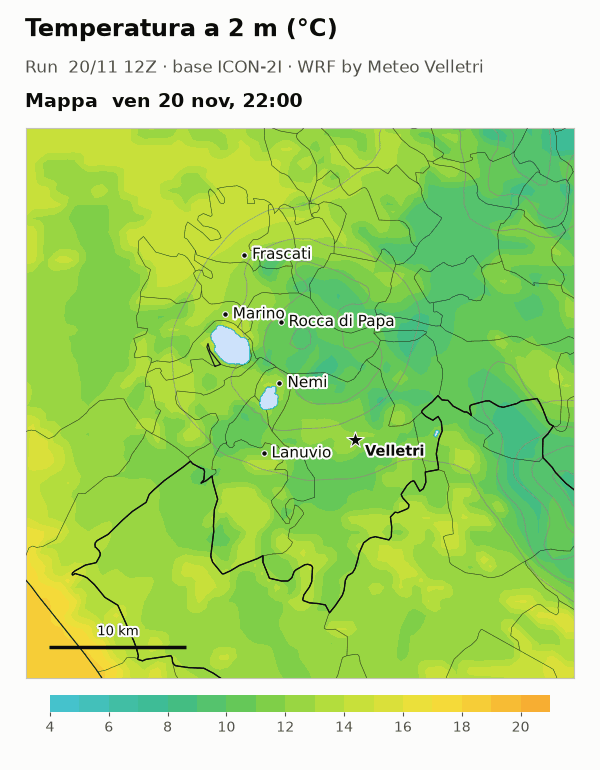 Temperatura a 2 m (°C)
Run  20/11 12Z · base ICON-2I · WRF by Meteo Velletri
Mappa  ven 20 nov, 22:00
Frascati
Marino
Rocca di Papa
Nemi
Velletri
Lanuvio
10 km
4 6 8 10 12 14 16 18 20